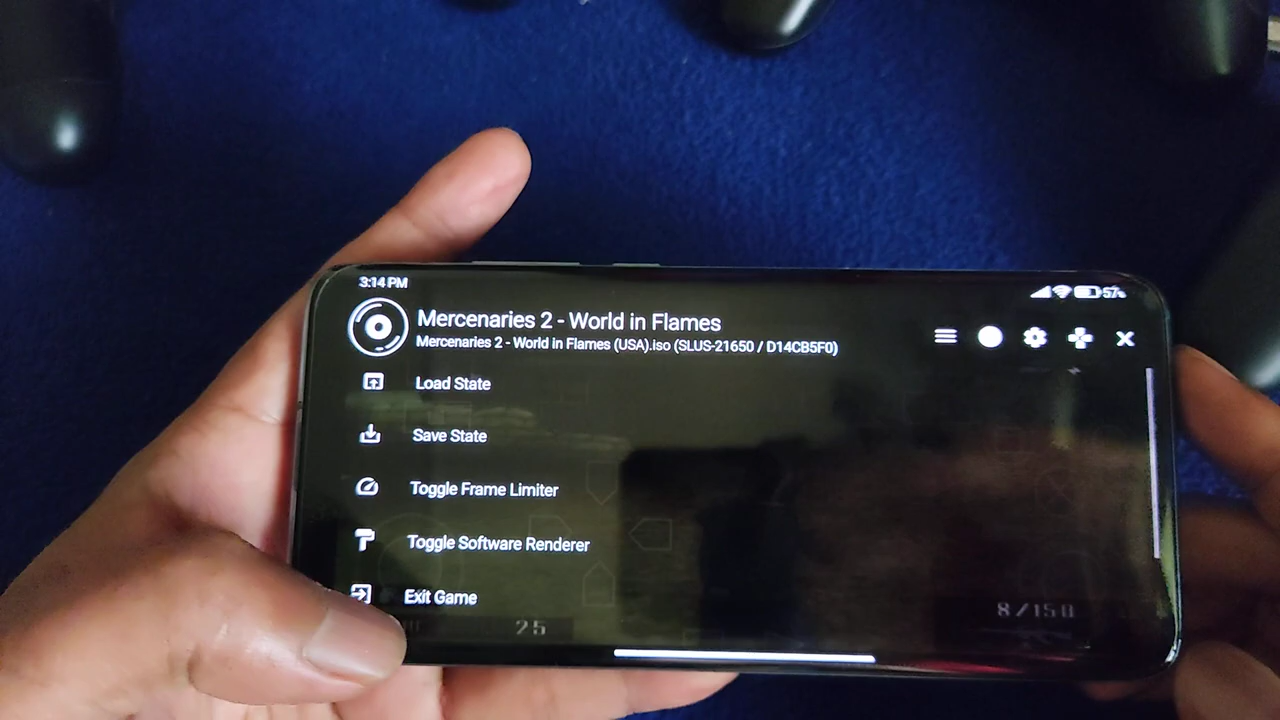 3:14 PM
57%
Mercenaries 2 - World in Flames
Mercenaries 2 - World in Flames (USA).iso (SLUS-21650 / D14CB5F0)
Load State
Save State
Toggle Frame Limiter
Toggle Software Renderer
Exit Game
25
8/150